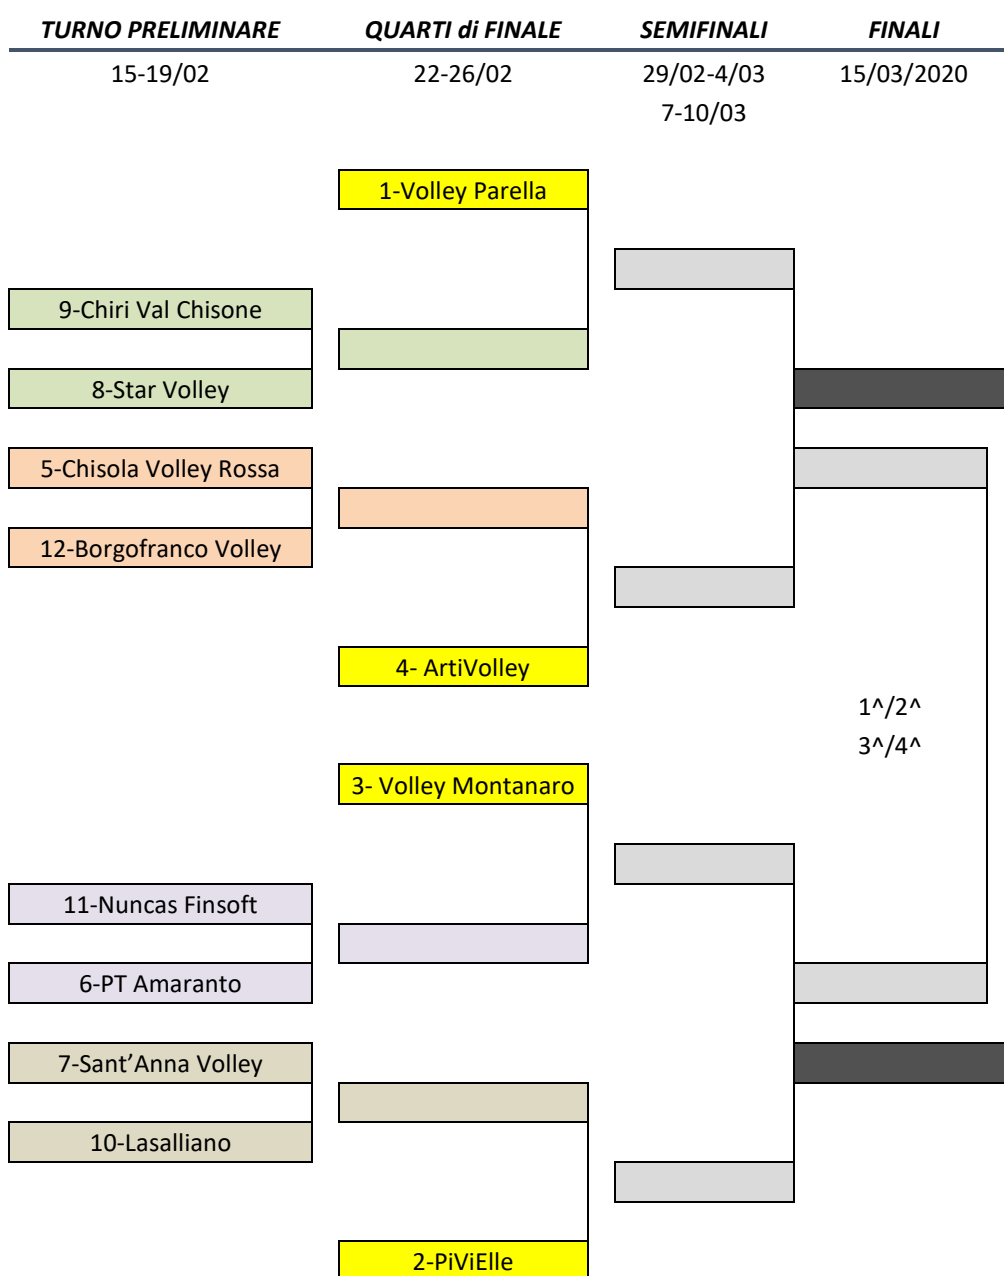 TURNO PRELIMINARE QUARTI di FINALE SEMIFINALI FINALI
15-19/02 22-26/02 29/02-4/03 15/03/2020
7-10/03
1-Volley Parella
9-Chiri Val Chisone
8-Star Volley
5-Chisola Volley Rossa
12-Borgofranco Volley
4- ArtiVolley
1^/2^
3^/4^
3- Volley Montanaro
11-Nuncas Finsoft
6-PT Amaranto
7-Sant’Anna Volley
10-Lasalliano
2-PiViElle